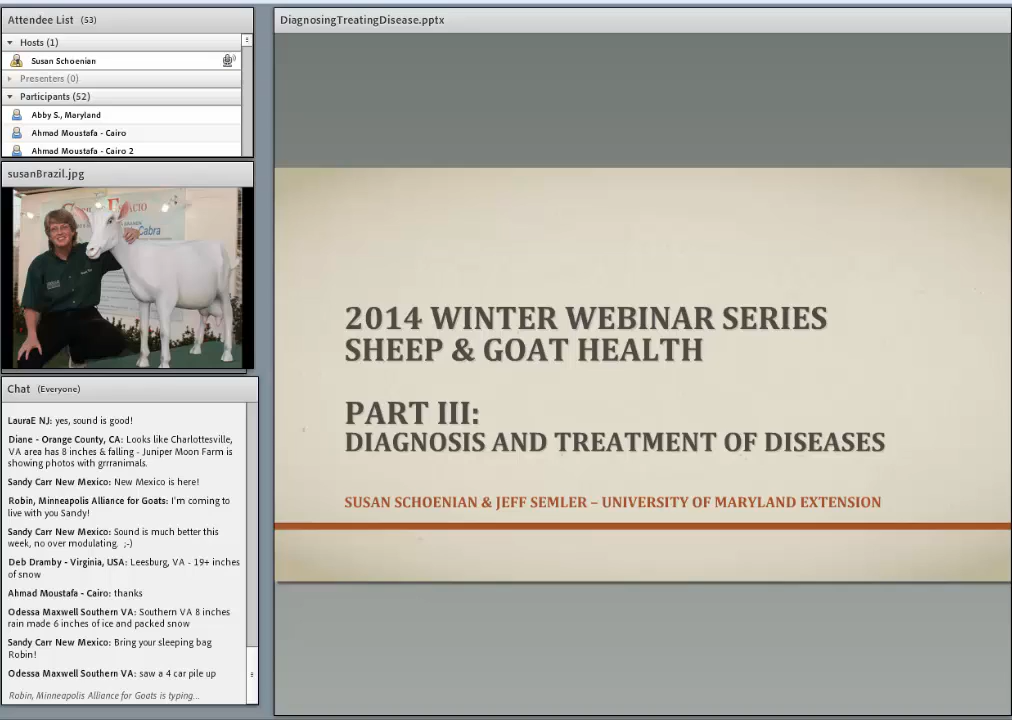 Attendee List (53)
Hosts (1)
Susan Schoenian
Presenters (0)
Participants (52)
Abby S., Maryland
Ahmad Moustafa - Cairo
Ahmad Moustafa - Cairo 2
susanBrazil.jpg
Cabra
Chat (Everyone)
LauraE NJ: yes, sound is good!
Diane - Orange County, CA: Looks like Charlottesville,
VA area has 8 inches & falling - Juniper Moon Farm is
showing photos with grrranimals.
Sandy Carr New Mexico: New Mexico is here!
Robin, Minneapolis Alliance for Goats: I'm coming to
live with you Sandy!
Sandy Carr New Mexico: Sound is much better this
week, no over modulating. ;-)
Deb Dramby - Virginia, USA: Leesburg, VA - 19+ inches
of snow
Ahmad Moustafa - Cairo: thanks
Odessa Maxwell Southern VA: Southern VA 8 inches
rain made 6 inches of ice and packed snow
Sandy Carr New Mexico: Bring your sleeping bag
Robin!
Odessa Maxwell Southern VA: saw a 4 car pile up
Robin, Minneapolis Alliance for Goats is typing...
DiagnosingTreatingDisease.pptx
2014 WINTER WEBINAR SERIES
SHEEP & GOAT HEALTH
PART III:
DIAGNOSIS AND TREATMENT OF DISEASES
SUSAN SCHOENIAN & JEFF SEMLER – UNIVERSITY OF MARYLAND EXTENSION